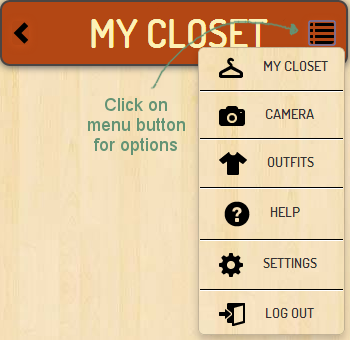 MY CLOSET
Click on
menu button
for options
MY CLOSET
CAMERA
OUTFITS
HELP
SETTINGS
LOG OUT